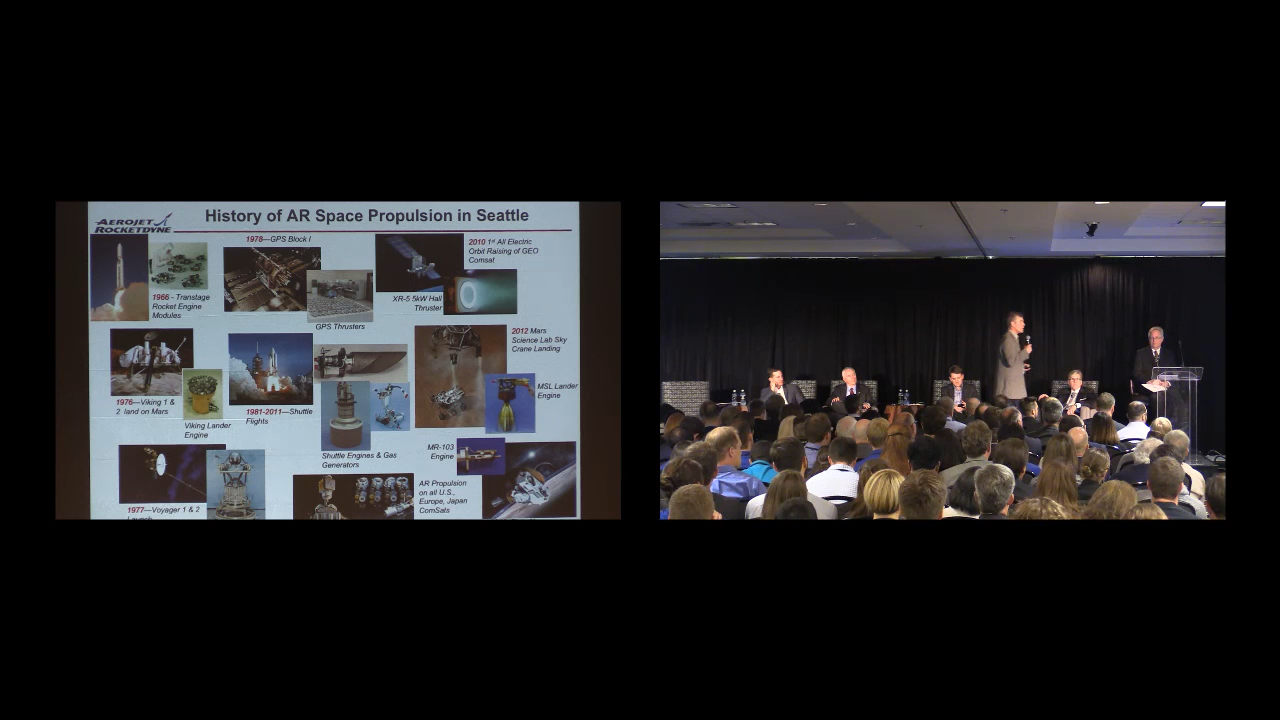 AEROJET
ROCKETDYNE
History of AR Space Propulsion in Seattle
1966 - Transtage
Rocket Engine
Modules
1978—GPS Block I
GPS Thrusters
XR-5 5kW Hall
Thruster
2010 1st All Electric
Orbit Raising of GEO
Comsat
1976—Viking 1 &
2 land on Mars
Viking Lander
Engine
1981-2011—Shuttle
Flights
Shuttle Engines & Gas
Generators
2012 Mars
Science Lab Sky
Crane Landing
MSL Lander
Engine
1977—Voyager 1 & 2
Launch
MR-103
Engine
AR Propulsion
on all U.S.,
Europe, Japan
ComSats